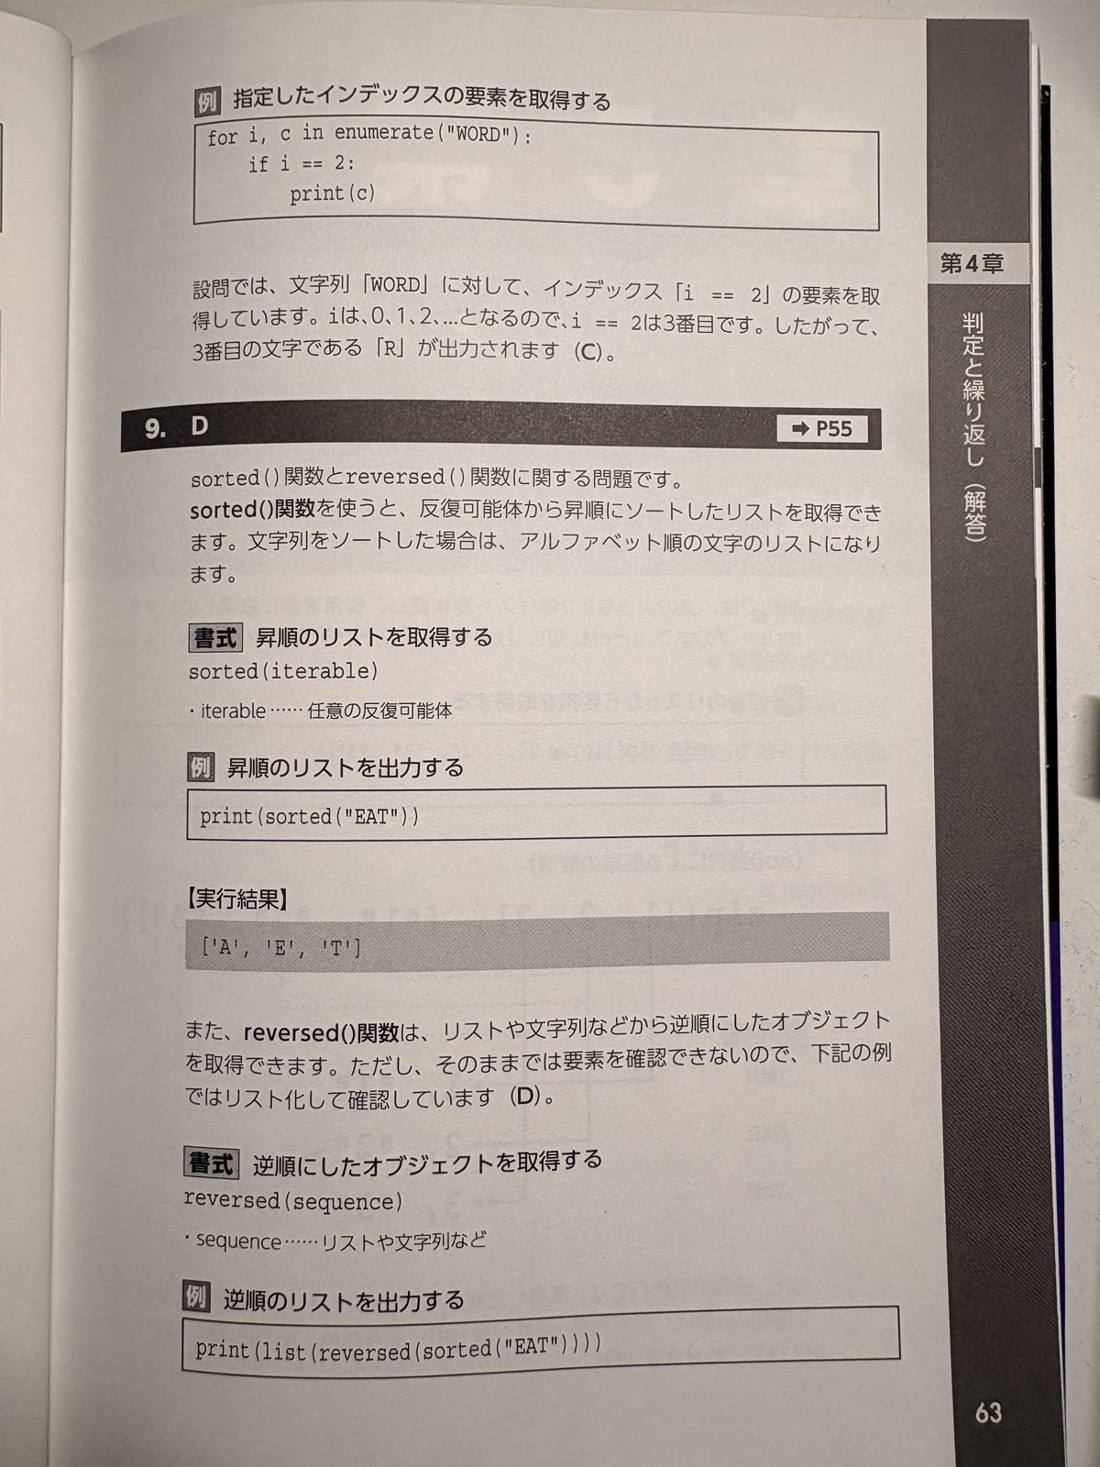 例 指定したインデックスの要素を取得する
for i, c in enumerate("WORD"):
    if i == 2:
        print(c)
設問では、文字列「WORD」に対して、インデックス「i == 2」の要素を取
得しています。iは、0、1、2、…となるので、i == 2は3番目です。したがって、
3番目の文字である「R」が出力されます（C）。
9. D ➡ P55
sorted()関数とreversed()関数に関する問題です。
sorted()関数を使うと、反復可能体から昇順にソートしたリストを取得でき
ます。文字列をソートした場合は、アルファベット順の文字のリストになり
ます。
書式 昇順のリストを取得する
sorted(iterable)
・iterable…… 任意の反復可能体
例 昇順のリストを出力する
print(sorted("EAT"))
【実行結果】
['A', 'E', 'T']
また、reversed()関数は、リストや文字列などから逆順にしたオブジェクト
を取得できます。ただし、そのままでは要素を確認できないので、下記の例
ではリスト化して確認しています（D）。
書式 逆順にしたオブジェクトを取得する
reversed(sequence)
・sequence……リストや文字列など
例 逆順のリストを出力する
print(list(reversed(sorted("EAT"))))
第4章
判定と繰り返し（解答）
63